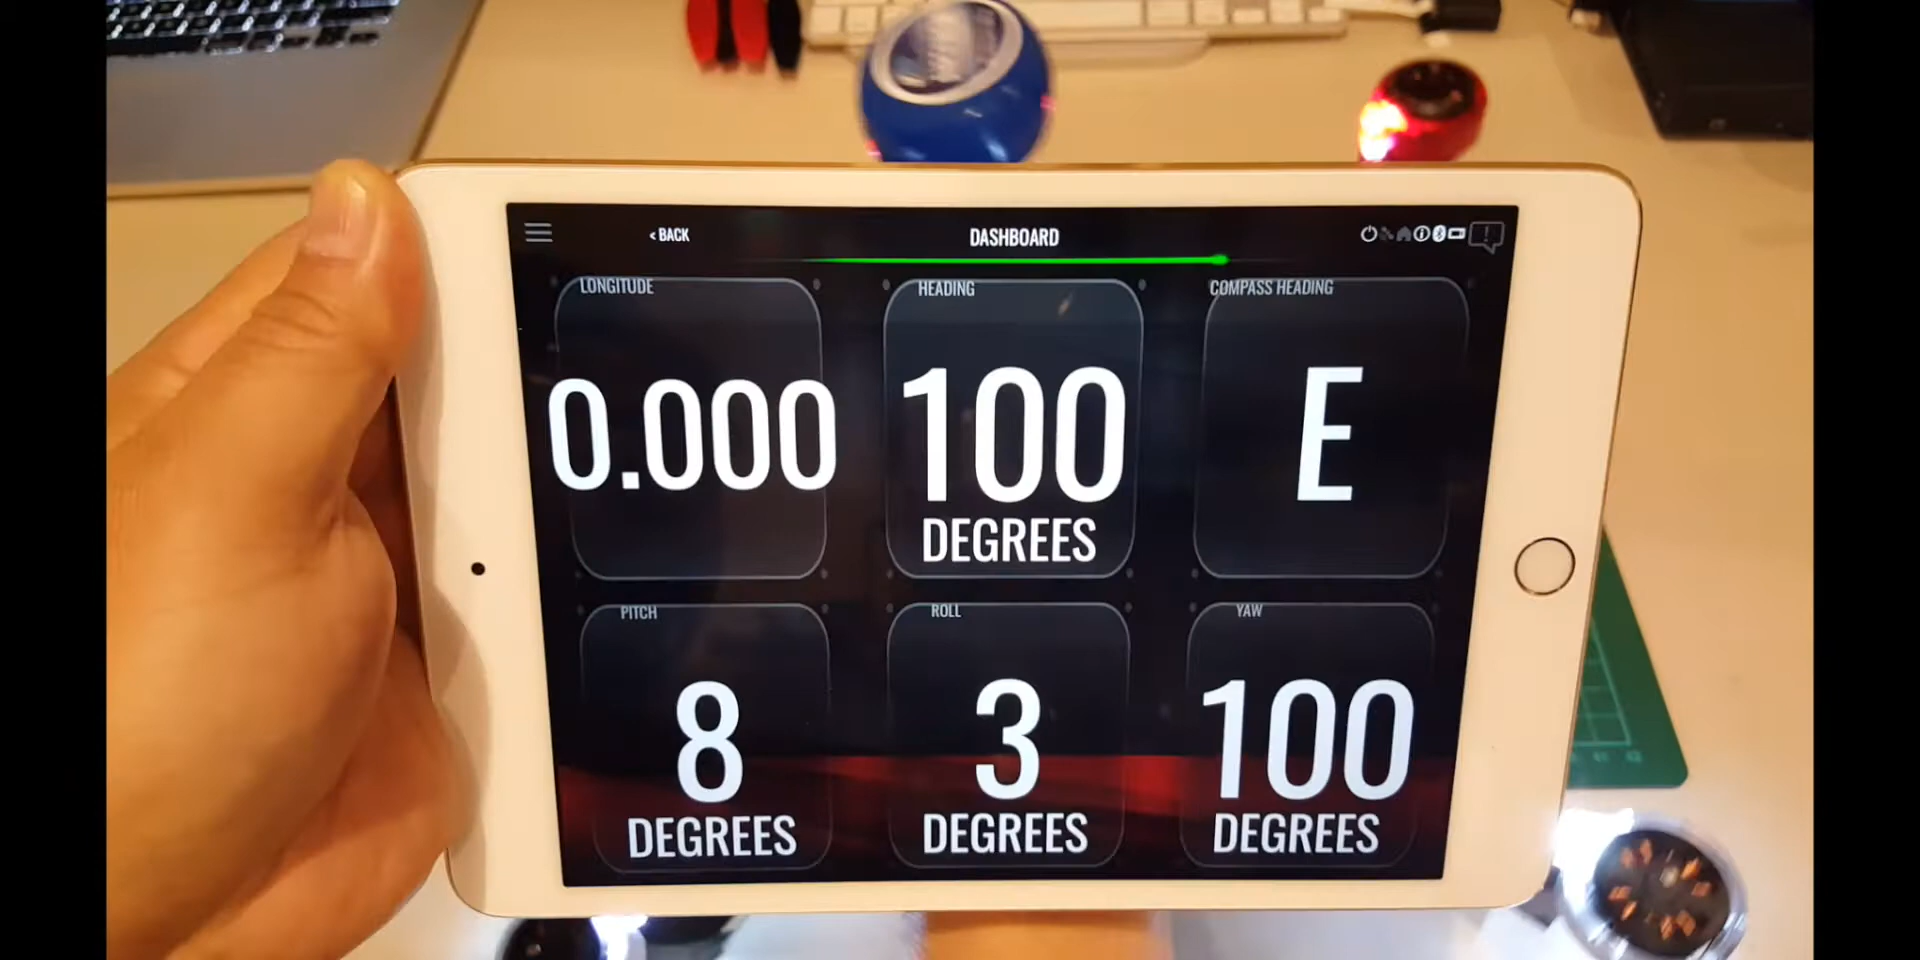 < BACK
DASHBOARD
LONGITUDE
HEADING
COMPASS HEADING
0.000
100
DEGREES
E
PITCH
ROLL
YAW
8
DEGREES
3
DEGREES
100
DEGREES